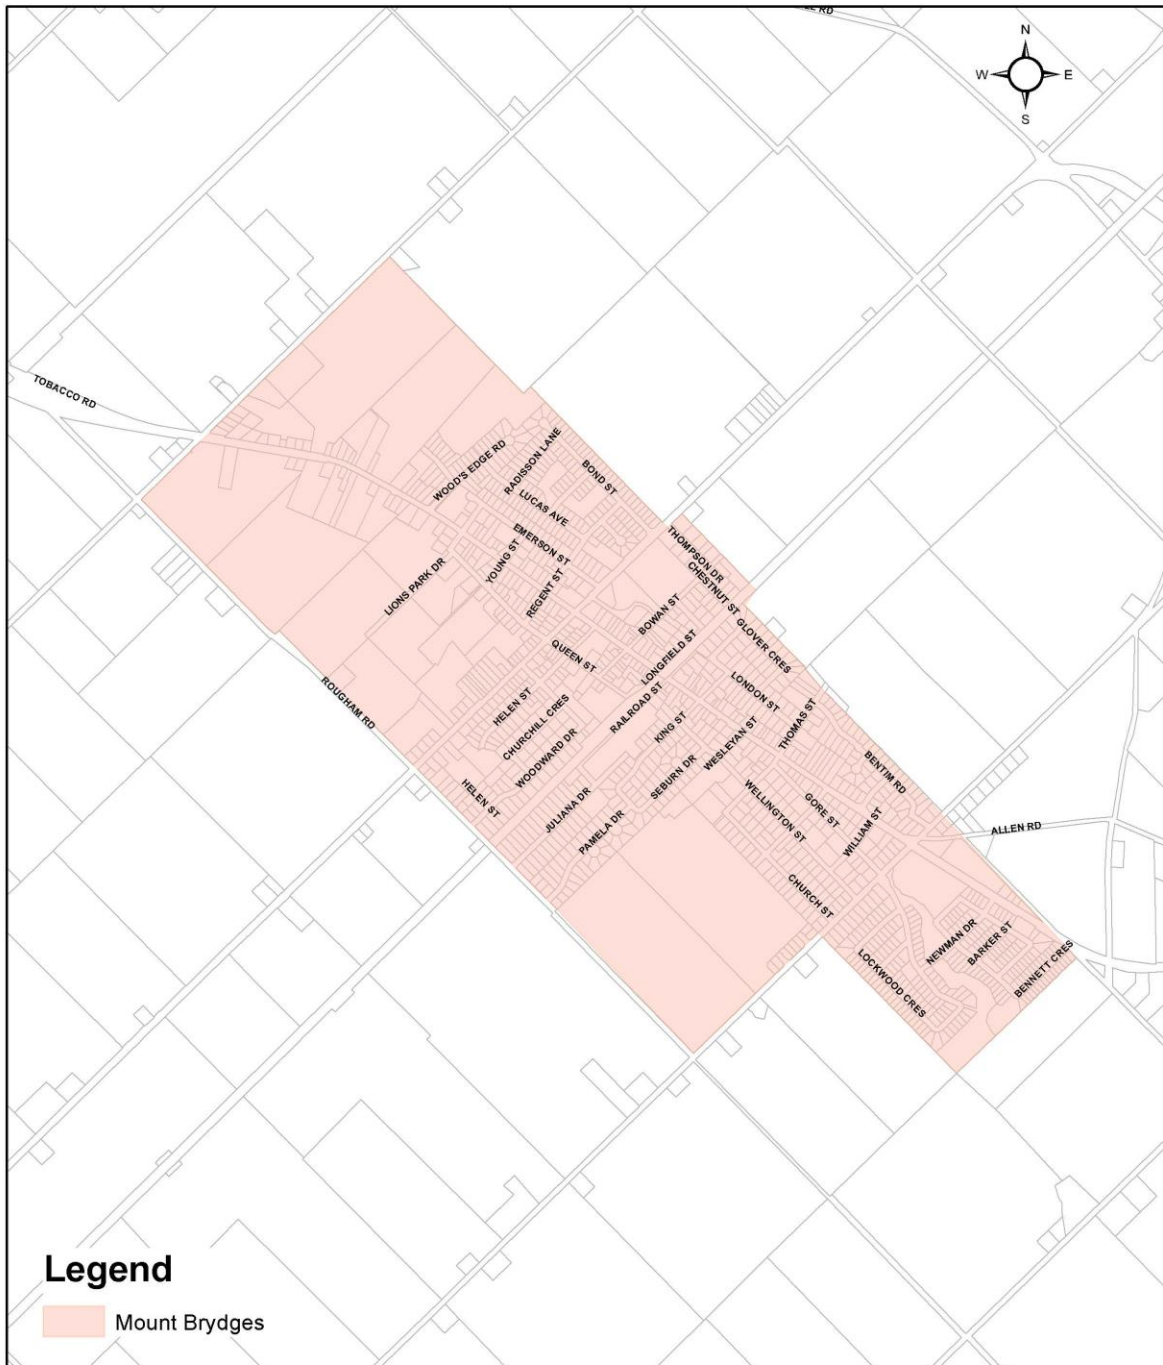 RD
N
W E
S
TOBACCO RD
WOOD'S EDGE RD
RADISSON LANE
BOND ST
LUCAS AVE
EMERSON ST
THOMPSON DR
CHESTNUT ST
YOUNG ST
LIONS PARK DR
REGENT ST
BOWAN ST
GLOVER CRES
QUEEN ST
LONGFIELD ST
ROUGHAM RD
HELEN ST
RAILROAD ST
LONDON ST
CHURCHILL CRES
KING ST
THOMAS ST
WOODWARD DR
WESLEYAN ST
BENTIM RD
SEBURN DR
HELEN ST
JULIANA DR
WELLINGTON ST
GORE ST
PAMELA DR
WILLIAM ST
ALLEN RD
CHURCH ST
NEWMAN DR
BARKER ST
LOCKWOOD CRES
BENNETT CRES
Legend
Mount Brydges